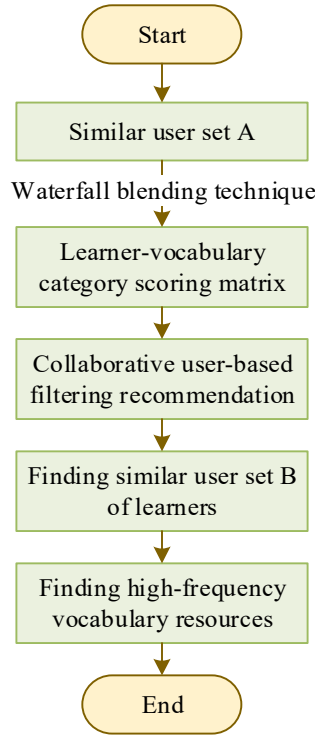 Start
Similar user set A
Waterfall blending technique
Learner-vocabulary
category scoring matrix
Collaborative user-based
filtering recommendation
Finding similar user set B
of learners
Finding high-frequency
vocabulary resources
End